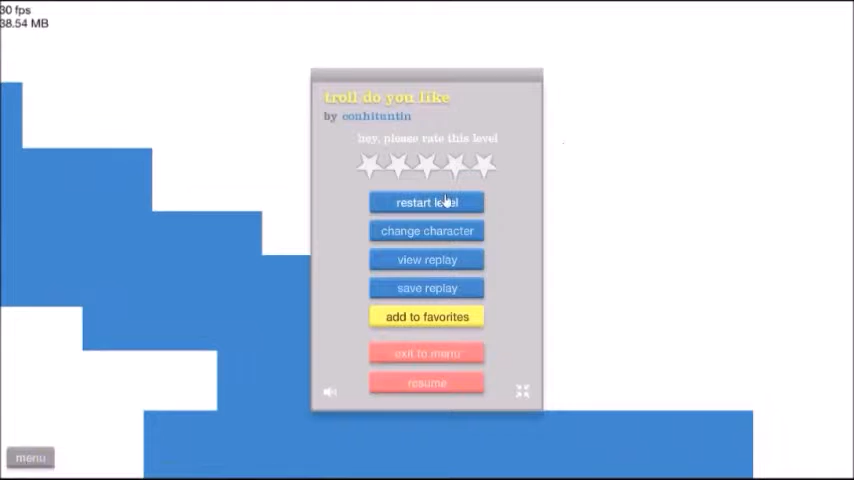 30 fps
38.54 MB
troll do you like
by conhituntin
hey, please rate this level
restart level
change character
view replay
save replay
add to favorites
exit to menu
resume
menu